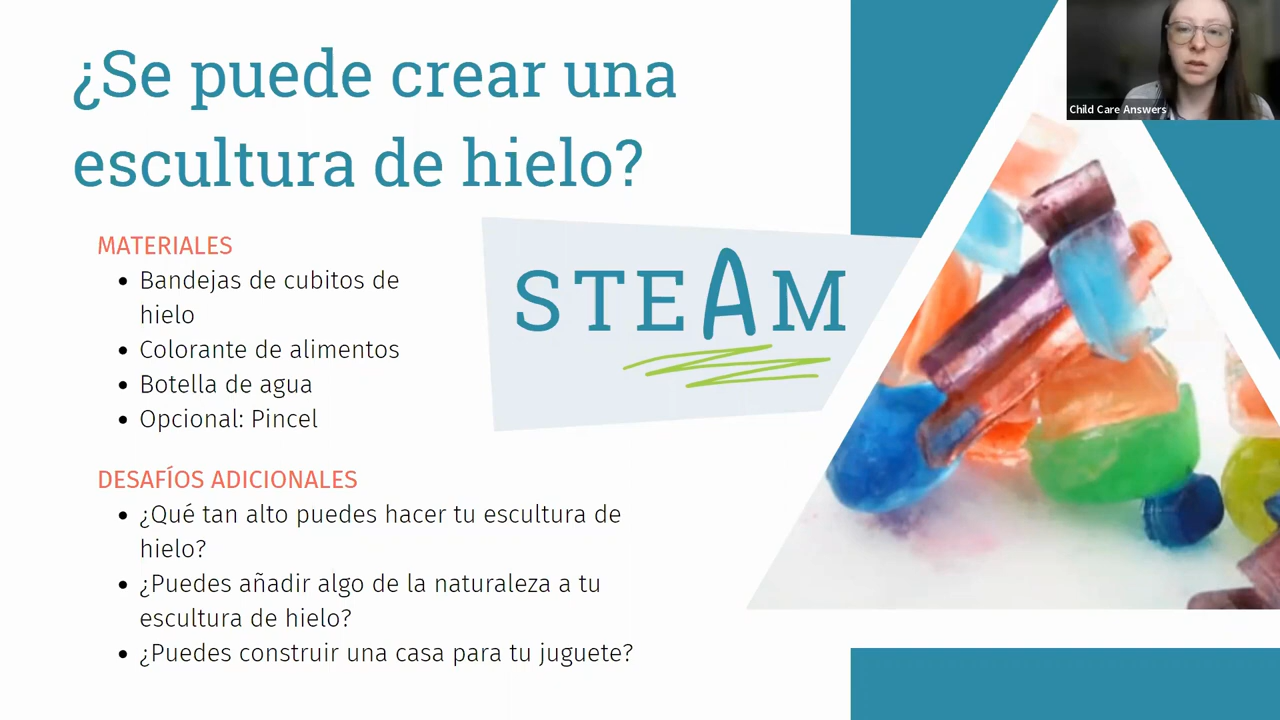 ¿Se puede crear una
escultura de hielo?
MATERIALES
• Bandejas de cubitos de
hielo
• Colorante de alimentos
• Botella de agua
• Opcional: Pincel
STEAM
DESAFÍOS ADICIONALES
• ¿Qué tan alto puedes hacer tu escultura de
hielo?
• ¿Puedes añadir algo de la naturaleza a tu
escultura de hielo?
• ¿Puedes construir una casa para tu juguete?
Child Care Answers